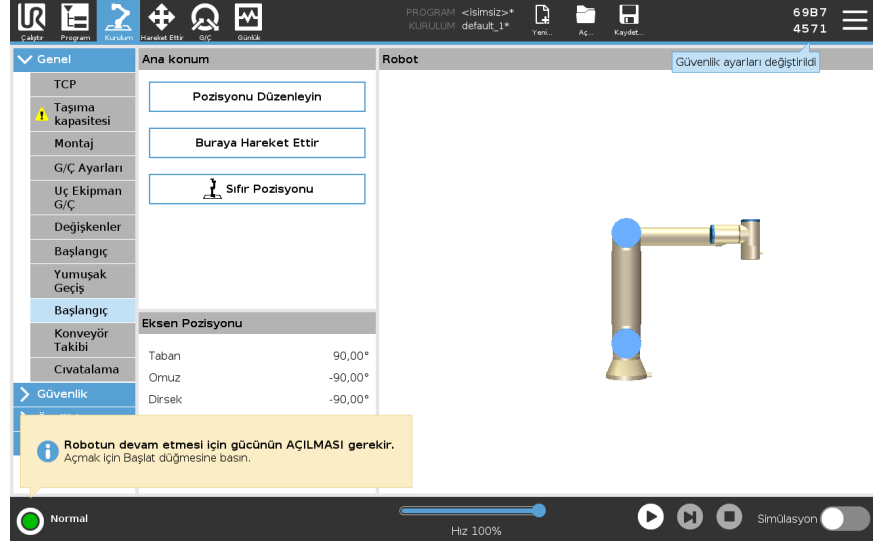 UR
PROGRAM <isimsiz>*
KURULUM default_1*
Çalıştır
Program
Kurulum
Hareket Ettir
G/Ç
Günlük
Yeni...
Aç...
Kaydet...
69B7
4571
Genel
Ana konum
Robot
Güvenlik ayarları değiştirildi
TCP
Taşıma
kapasitesi
Montaj
G/Ç Ayarları
Uç Ekipman
G/Ç
Değişkenler
Başlangıç
Yumuşak
Geçiş
Başlangıç
Konveyör
Takibi
Cıvatalama
Güvenlik
Pozisyonu Düzenleyin
Buraya Hareket Ettir
Sıfır Pozisyonu
Eksen Pozisyonu
Taban 90,00°
Omuz -90,00°
Dirsek -90,00°
Robotun devam etmesi için gücünün AÇILMASI gerekir.
Açmak için Başlat düğmesine basın.
Normal
Hız 100%
Simülasyon